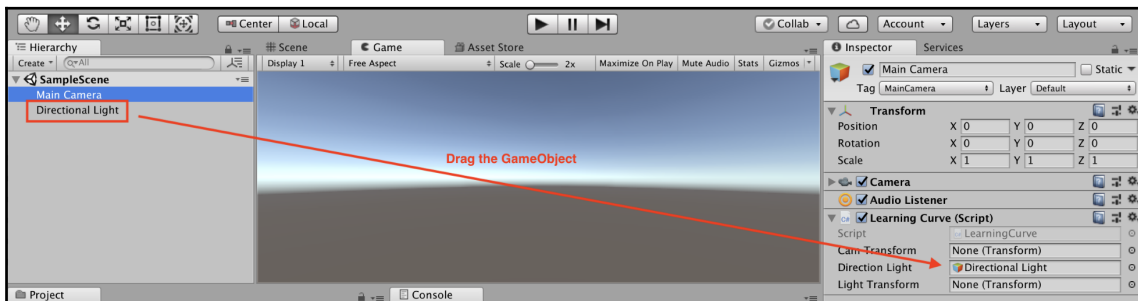 Center Local Collab Account Layers Layout
Hierarchy Scene Game Asset Store Inspector Services
Create All Display 1 Free Aspect Scale 2x Maximize On Play Mute Audio Stats Gizmos Main Camera Static
SampleScene Tag MainCamera Layer Default
Main Camera Transform
Directional Light Position X 0 Y 0 Z 0
Rotation X 0 Y 0 Z 0
Drag the GameObject Scale X 1 Y 1 Z 1
Camera
Audio Listener
Learning Curve (Script)
Script LearningCurve
Cam Transform None (Transform)
Direction Light Directional Light
Light Transform None (Transform)
Project Console